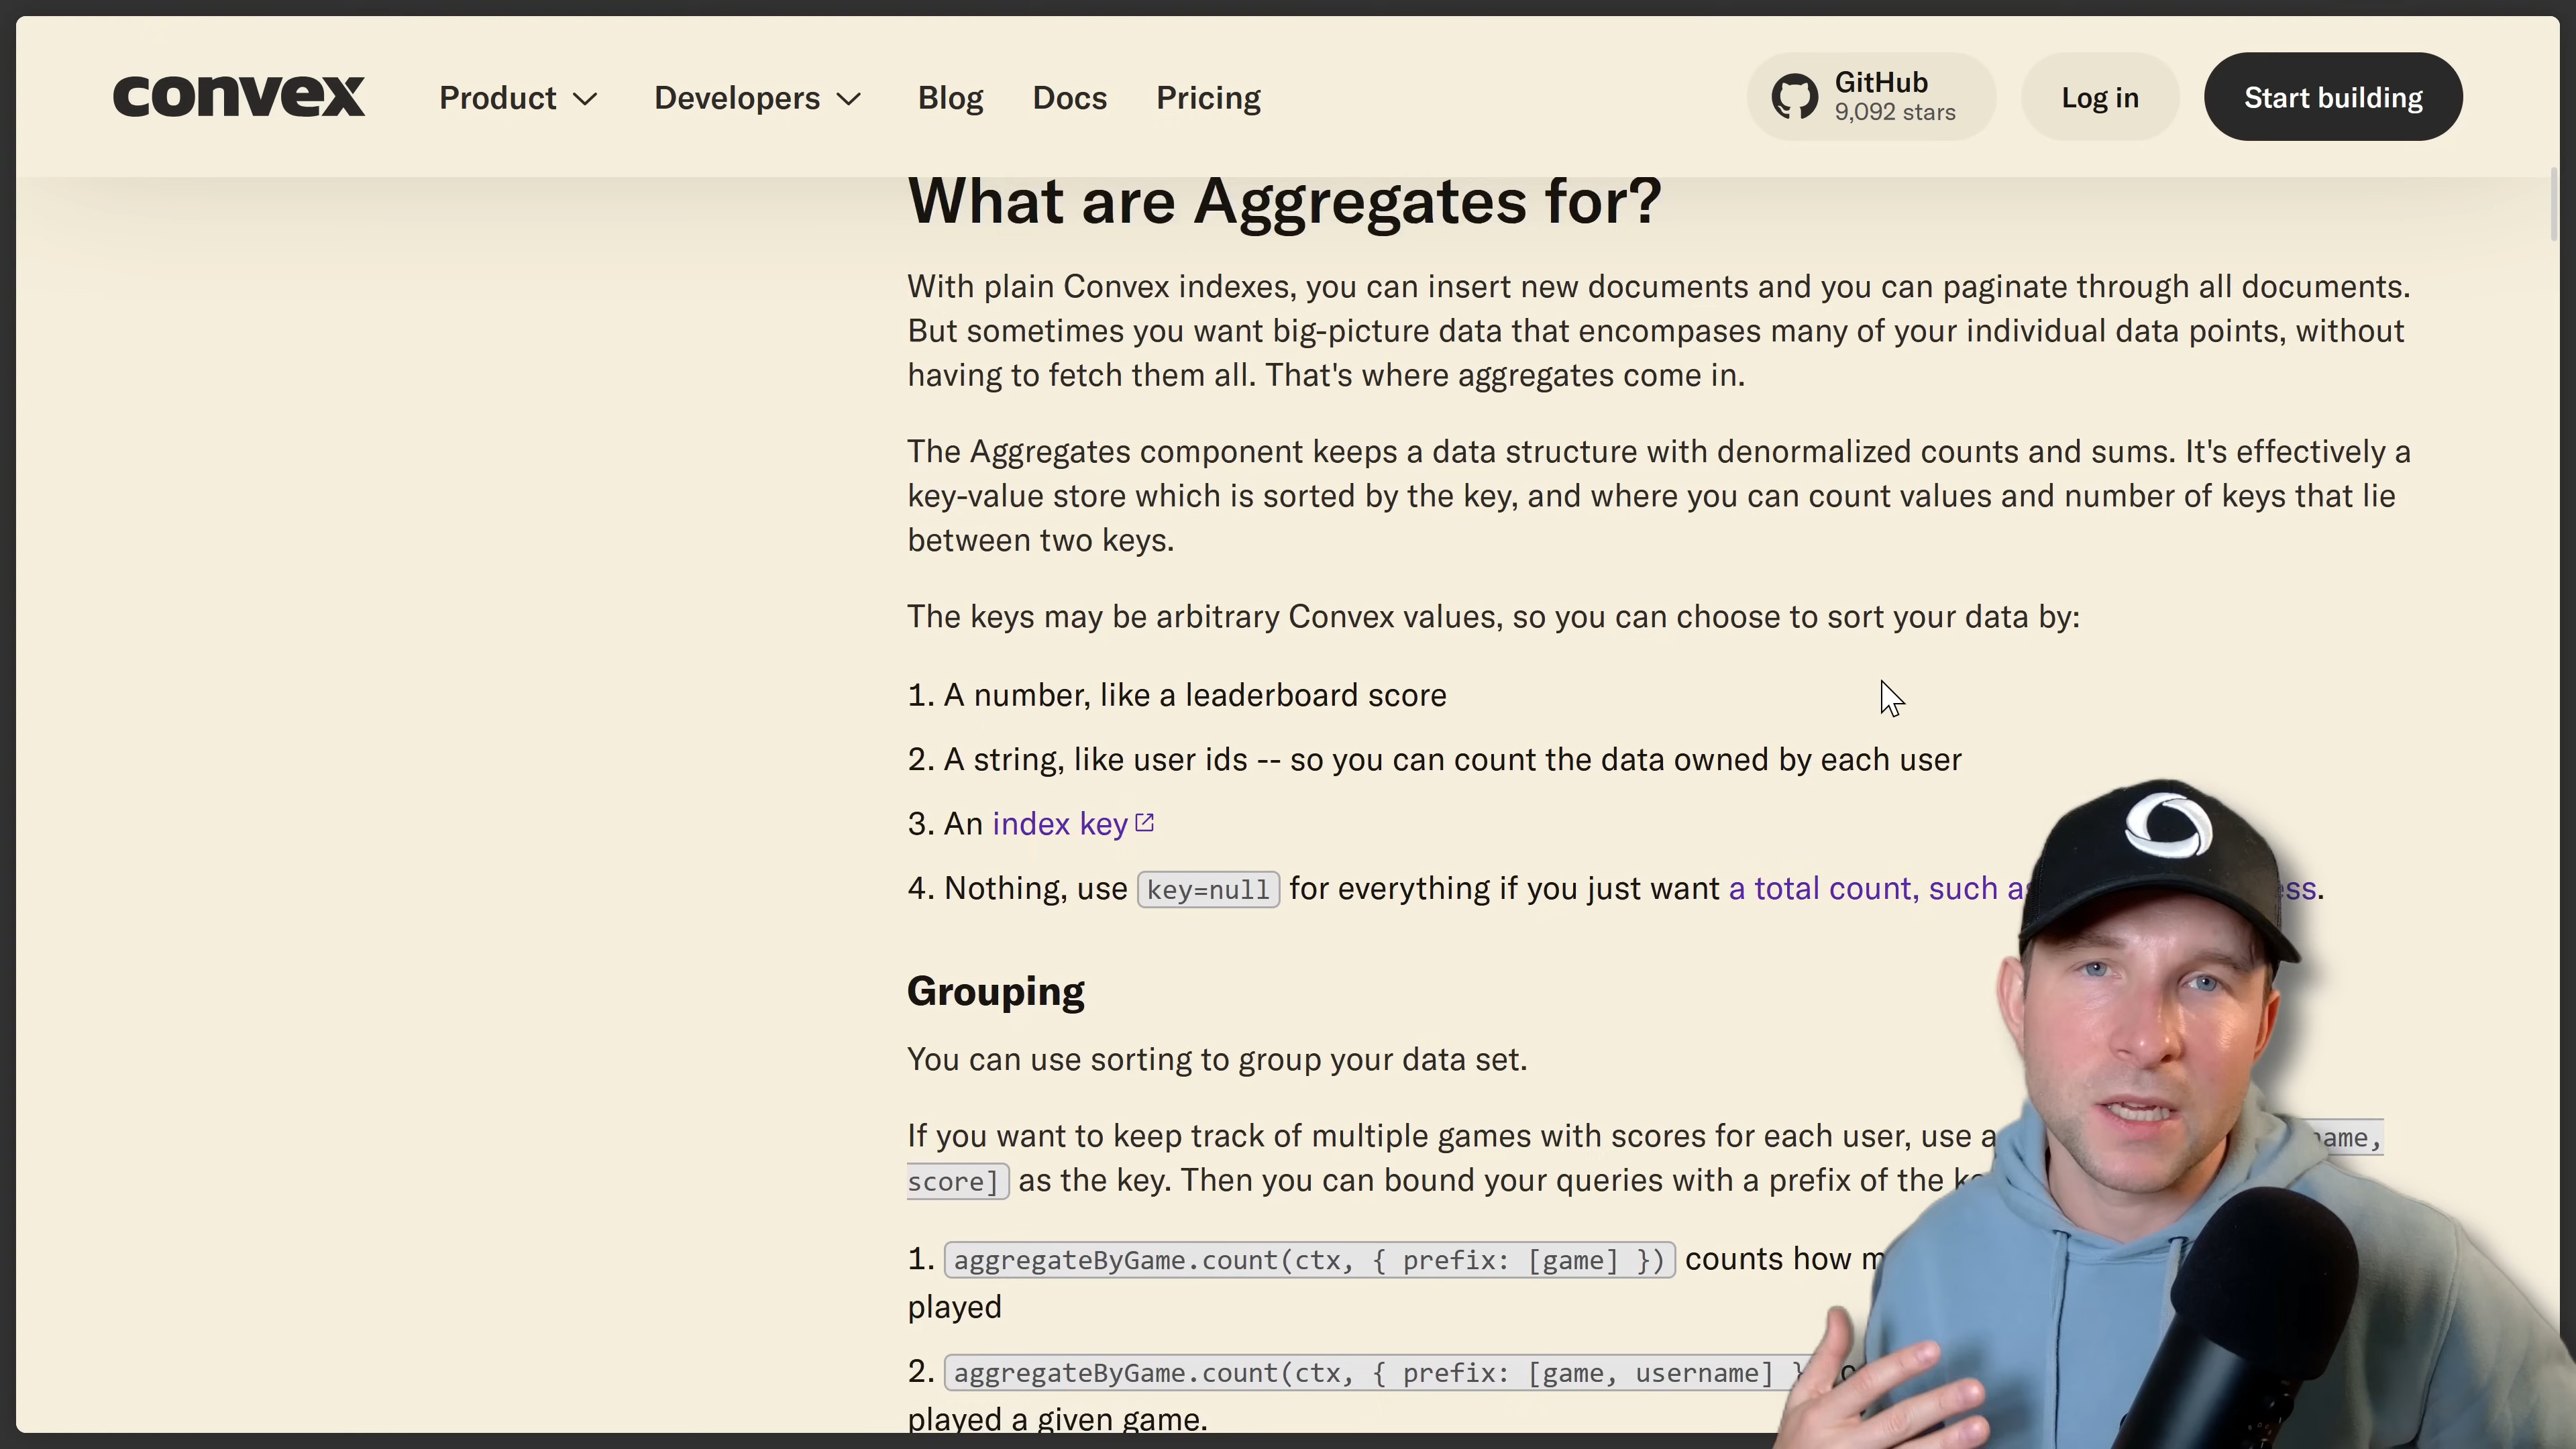 convex
Product
Developers
Blog
Docs
Pricing
GitHub
9,092 stars
Log in
Start building
What are Aggregates for?
With plain Convex indexes, you can insert new documents and you can paginate through all documents.
But sometimes you want big-picture data that encompases many of your individual data points, without
having to fetch them all. That's where aggregates come in.
The Aggregates component keeps a data structure with denormalized counts and sums. It's effectively a
key-value store which is sorted by the key, and where you can count values and number of keys that lie
between two keys.
The keys may be arbitrary Convex values, so you can choose to sort your data by:
1. A number, like a leaderboard score
2. A string, like user ids -- so you can count the data owned by each user
3. An index key
4. Nothing, use key=null for everything if you just want a total count, such
Grouping
You can use sorting to group your data set.
If you want to keep track of multiple games with scores for each user, use a
score] as the key. Then you can bound your queries with a prefix of the
1. aggregateByGame.count(ctx, { prefix: [game] }) counts how
played
2. aggregateByGame.count(ctx, { prefix: [game, username] }
played a given game.